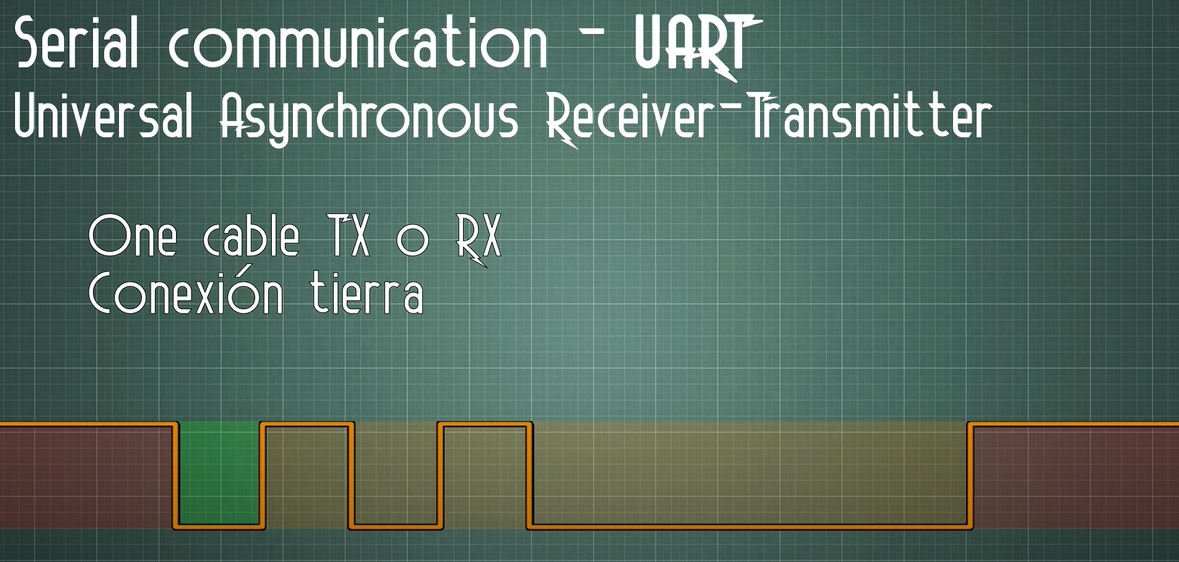 Serial communication - UART
Universal Asynchronous Receiver-Transmitter
One cable TX o RX
Conexión tierra